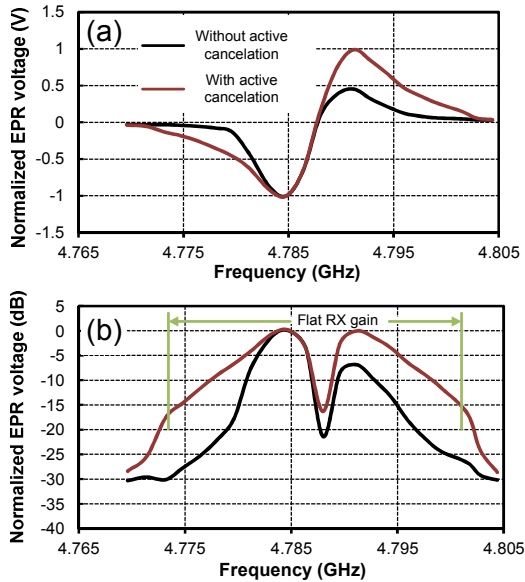 (a)
Without active
cancelation
With active
cancelation
Normalized EPR voltage (V)
1.5
1
0.5
0
-0.5
-1
-1.5
4.765 4.775 4.785 4.795 4.805
Frequency (GHz)
(b)
Flat RX gain
Normalized EPR voltage (dB)
5
0
-5
-10
-15
-20
-25
-30
-35
-40
4.765 4.775 4.785 4.795 4.805
Frequency (GHz)